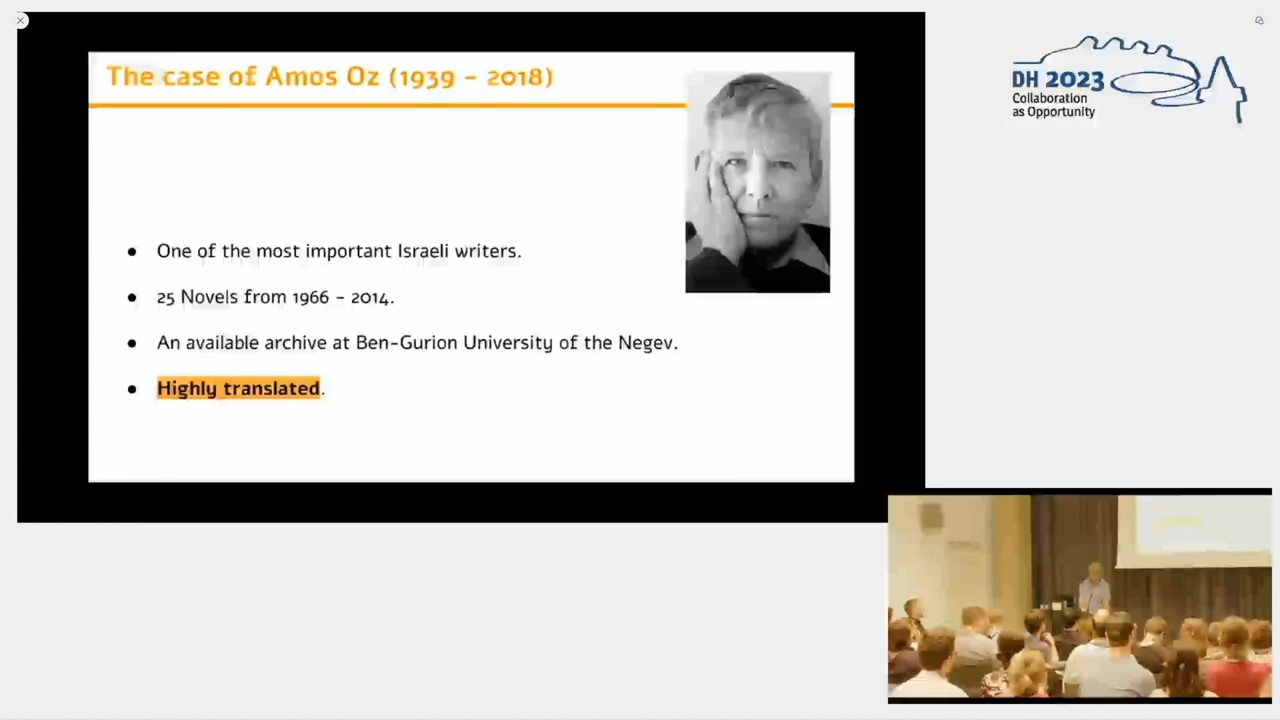 The case of Amos Oz (1939 – 2018)
● One of the most important Israeli writers.
● 25 Novels from 1966 – 2014.
● An available archive at Ben-Gurion University of the Negev.
● Highly translated.
DH 2023
Collaboration
as Opportunity